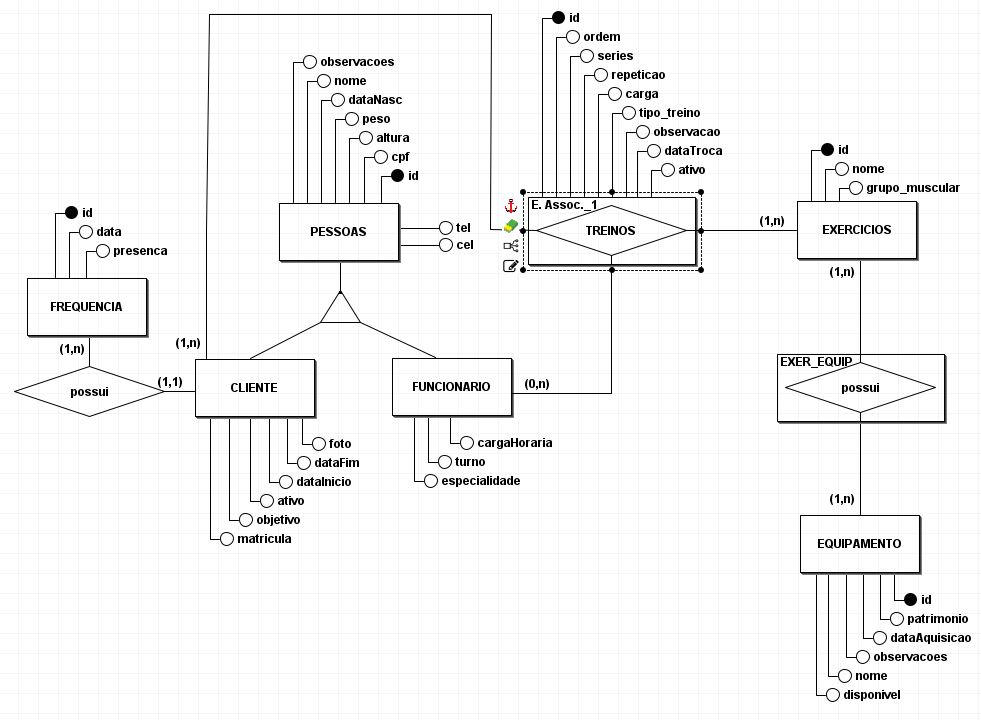 id
ordem
series
repeticao
carga
tipo_treino
observacao
dataTroca
ativo
E. Assoc._1
TREINOS
observacoes
nome
dataNasc
peso
altura
cpf
id
PESSOAS
tel
cel
id
nome
grupo_muscular
(1,n)
EXERCICIOS
(1,n)
id
data
presenca
FREQUENCIA
(1,n)
possui
(1,1)
(1,n)
CLIENTE
foto
dataFim
dataInicio
ativo
objetivo
matricula
FUNCIONARIO
(0,n)
cargaHoraria
turno
especialidade
EXER_EQUIP
possui
(1,n)
EQUIPAMENTO
id
patrimonio
dataAquisicao
observacoes
nome
disponivel